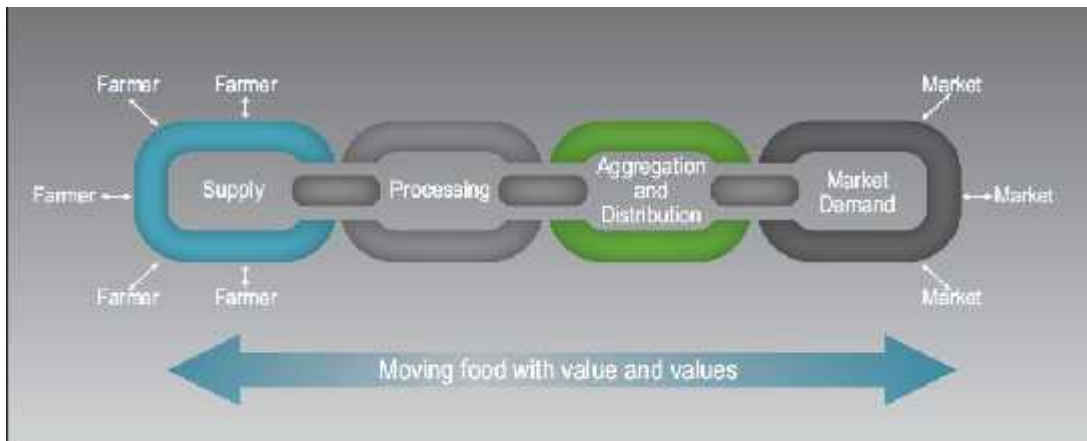 Farmer
Farmer
Market
Farmer
Supply
Processing
Aggregation
and
Distribution
Market
Demand
Market
Farmer
Farmer
Market
Moving food with value and values